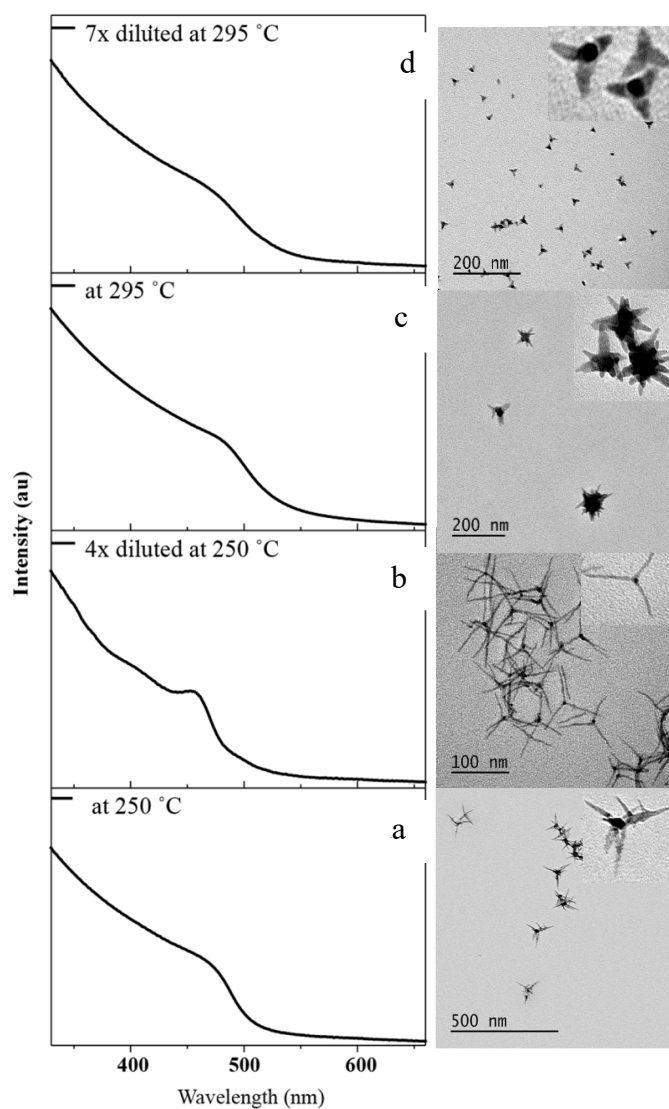 7x diluted at 295 ˚C
d
200 nm
at 295 ˚C
c
200 nm
4x diluted at 250 ˚C
b
100 nm
at 250 ˚C
a
500 nm
Intensity (au)
400 500 600
Wavelength (nm)